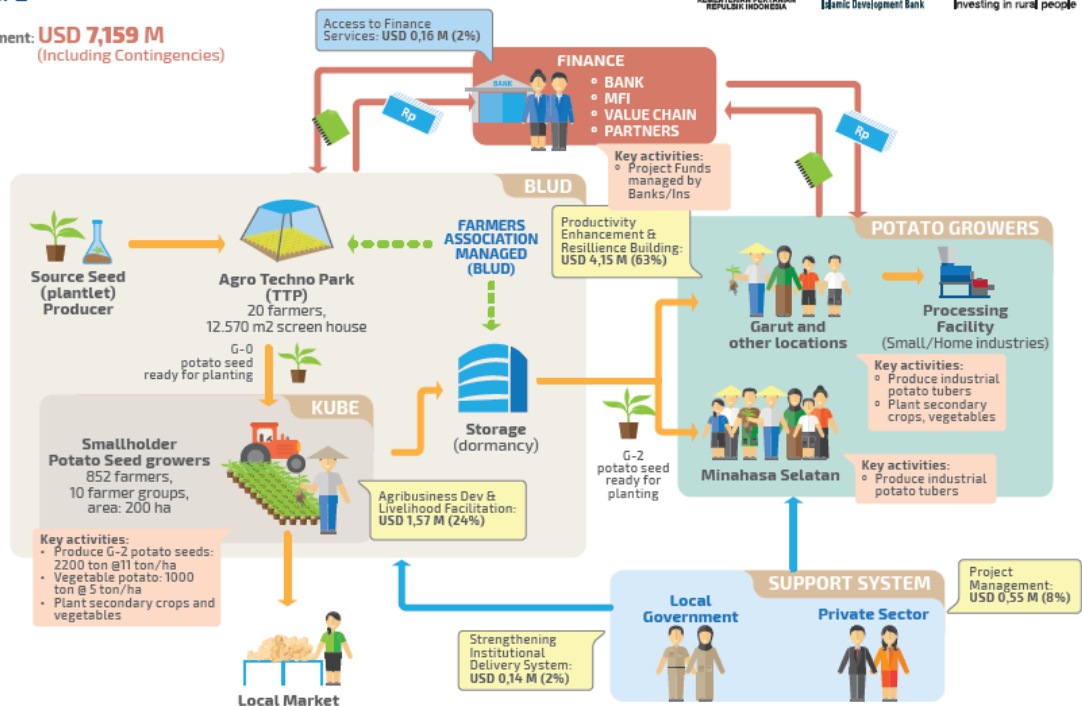 REPULSIK INDONESIA
Islamic Development Bank
Investing in rural people
ment: USD 7,159 M
(Including Contingencies)
Access to Finance
Services: USD 0,16 M (2%)
FINANCE
BANK
° BANK
° MFI
° VALUE CHAIN
° PARTNERS
Rp
Rp
Key activities:
° Project Funds
managed by
Banks/Ins
BLUD
Source Seed
(plantlet)
Producer
Agro Techno Park
(TTP)
20 farmers,
12.570 m2 screen house
FARMERS
ASSOCIATION
MANAGED
(BLUD)
Productivity
Enhancement &
Resillience Building:
USD 4,15 M (63%)
POTATO GROWERS
Garut and
other locations
Processing
Facility
(Small/Home industries)
Key activities:
° Produce industrial
potato tubers
° Plant secondary
crops, vegetables
G-0
potato seed
ready for planting
KUBE
Smallholder
Potato Seed growers
852 farmers,
10 farmer groups,
area: 200 ha
Storage
(dormancy)
G-2
potato seed
ready for
planting
Minahasa Selatan
Key activities:
° Produce industrial
potato tubers
Agribusiness Dev &
Livelihood Facilitation:
USD 1,57 M (24%)
Key activities:
• Produce G-2 potato seeds:
2200 ton @11 ton/ha
• Vegetable potato: 1000
ton @ 5 ton/ha
• Plant secondary crops and
vegetables
Local Market
SUPPORT SYSTEM
Local
Government
Private Sector
Project
Management:
USD 0,55 M (8%)
Strengthening
Institutional
Delivery System:
USD 0,14 M (2%)